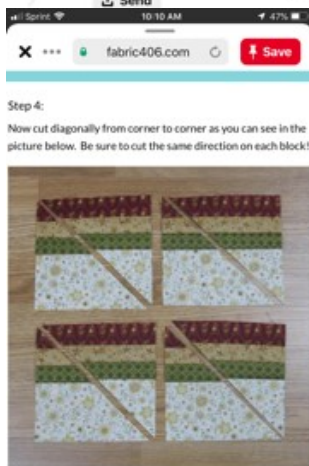 Send
Sprint 10:10 AM 47%
fabric406.com Save
Step 4:
Now cut diagonally from corner to corner as you can see in the
picture below. Be sure to cut the same direction on each block!